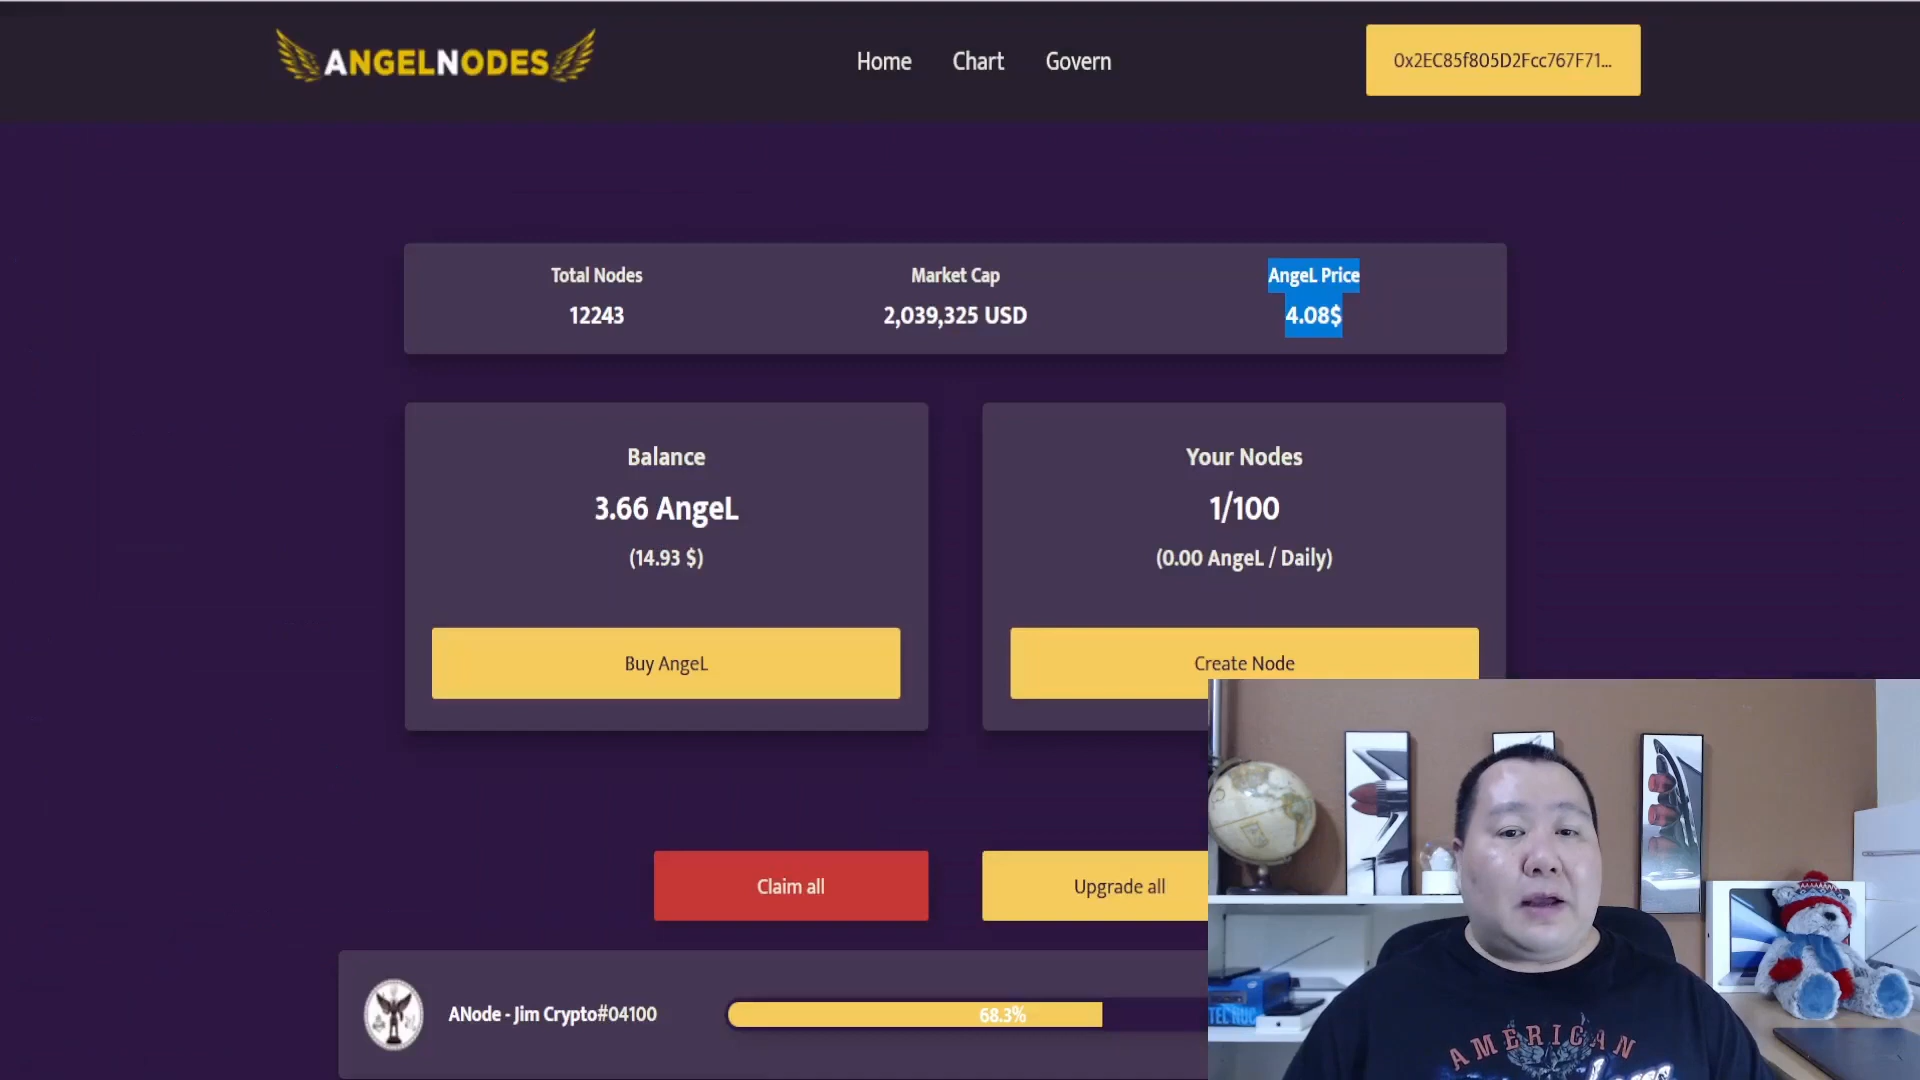 ANGELNODES
Home
Chart
Govern
0x2EC85f805D2Fcc767F71...
Total Nodes
12243
Market Cap
2,039,325 USD
AngeL Price
4.08$
Balance
3.66 AngeL
(14.93 $)
Buy AngeL
Your Nodes
1/100
(0.00 AngeL / Daily)
Create Node
Claim all
Upgrade all
ANode - Jim Crypto#04100
68.3%
AMERICAN